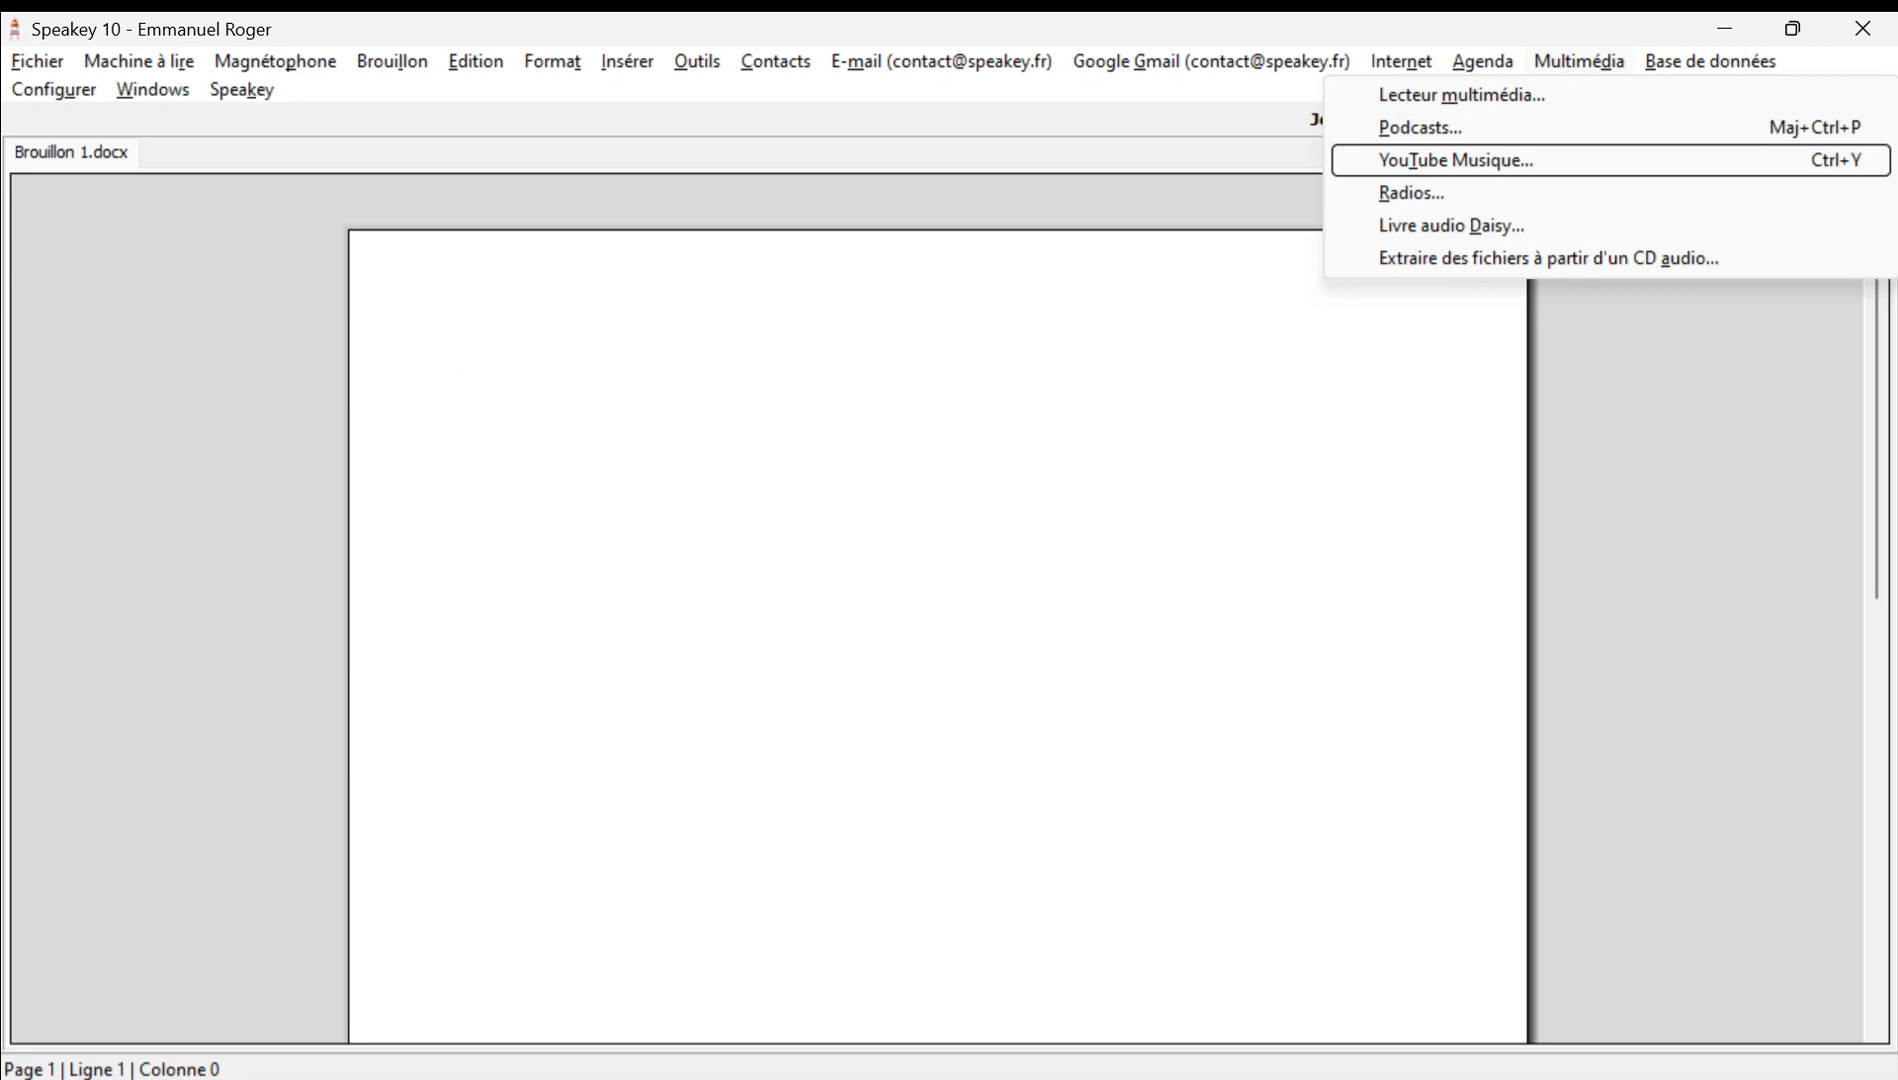 Speakey 10 - Emmanuel Roger
Fichier Machine à lire Magnétophone Brouillon Edition Format Insérer Outils Contacts E-mail (contact@speakey.fr) Google Gmail (contact@speakey.fr) Internet Agenda Multimédia Base de données
Configurer Windows Speakey
Lecteur multimédia...
Podcasts... Maj+Ctrl+P
YouTube Musique... Ctrl+Y
Radios...
Livre audio Daisy...
Extraire des fichiers à partir d'un CD audio...
Brouillon 1.docx
Page 1 | Ligne 1 | Colonne 0